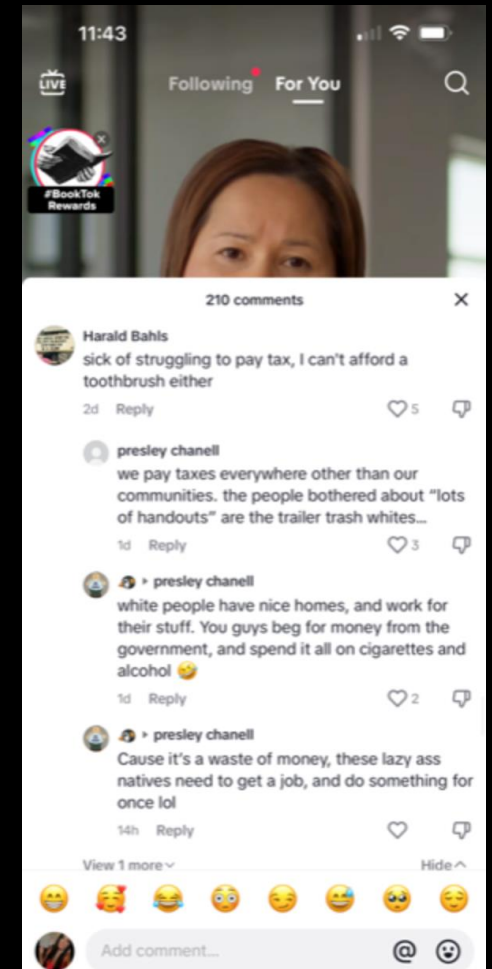 11:43
LIVE
Following
For You
#BookTok
Rewards
210 comments
Harald Bahls
sick of struggling to pay tax, I can't afford a
toothbrush either
2d Reply
5
presley chanell
we pay taxes everywhere other than our
communities. the people bothered about "lots
of handouts" are the trailer trash whites...
1d Reply
3
presley chanell
white people have nice homes, and work for
their stuff. You guys beg for money from the
government, and spend it all on cigarettes and
alcohol 🤣
1d Reply
2
presley chanell
Cause it's a waste of money, these lazy ass
natives need to get a job, and do something for
once lol
14h Reply
View 1 more
Hide
Add comment...
@